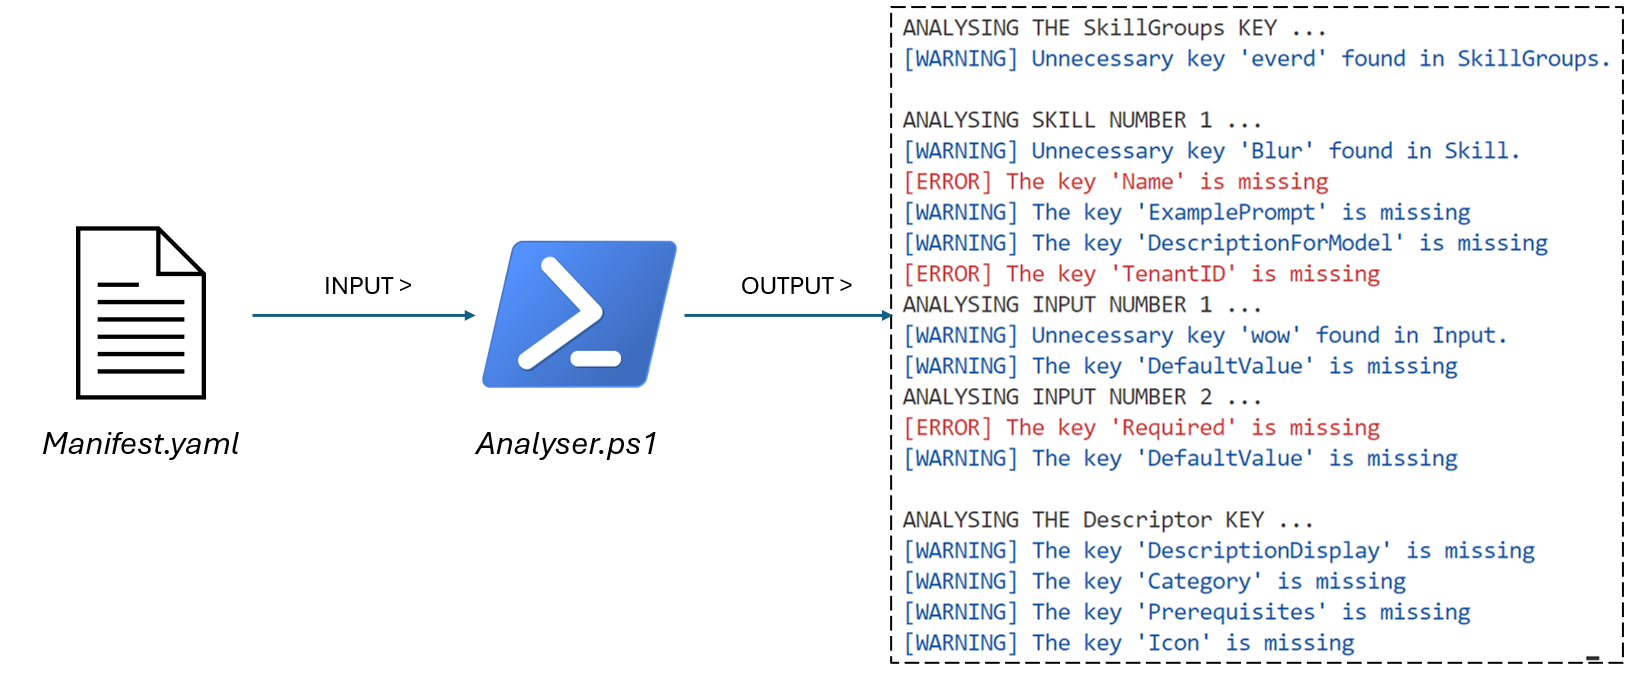 Manifest.yaml
INPUT >
Analyser.ps1
OUTPUT >
ANALYSING THE SkillGroups KEY ...
[WARNING] Unnecessary key 'everd' found in SkillGroups.
ANALYSING SKILL NUMBER 1 ...
[WARNING] Unnecessary key 'Blur' found in Skill.
[ERROR] The key 'Name' is missing
[WARNING] The key 'ExamplePrompt' is missing
[WARNING] The key 'DescriptionForModel' is missing
[ERROR] The key 'TenantID' is missing
ANALYSING INPUT NUMBER 1 ...
[WARNING] Unnecessary key 'wow' found in Input.
[WARNING] The key 'DefaultValue' is missing
ANALYSING INPUT NUMBER 2 ...
[ERROR] The key 'Required' is missing
[WARNING] The key 'DefaultValue' is missing
ANALYSING THE Descriptor KEY ...
[WARNING] The key 'DescriptionDisplay' is missing
[WARNING] The key 'Category' is missing
[WARNING] The key 'Prerequisites' is missing
[WARNING] The key 'Icon' is missing